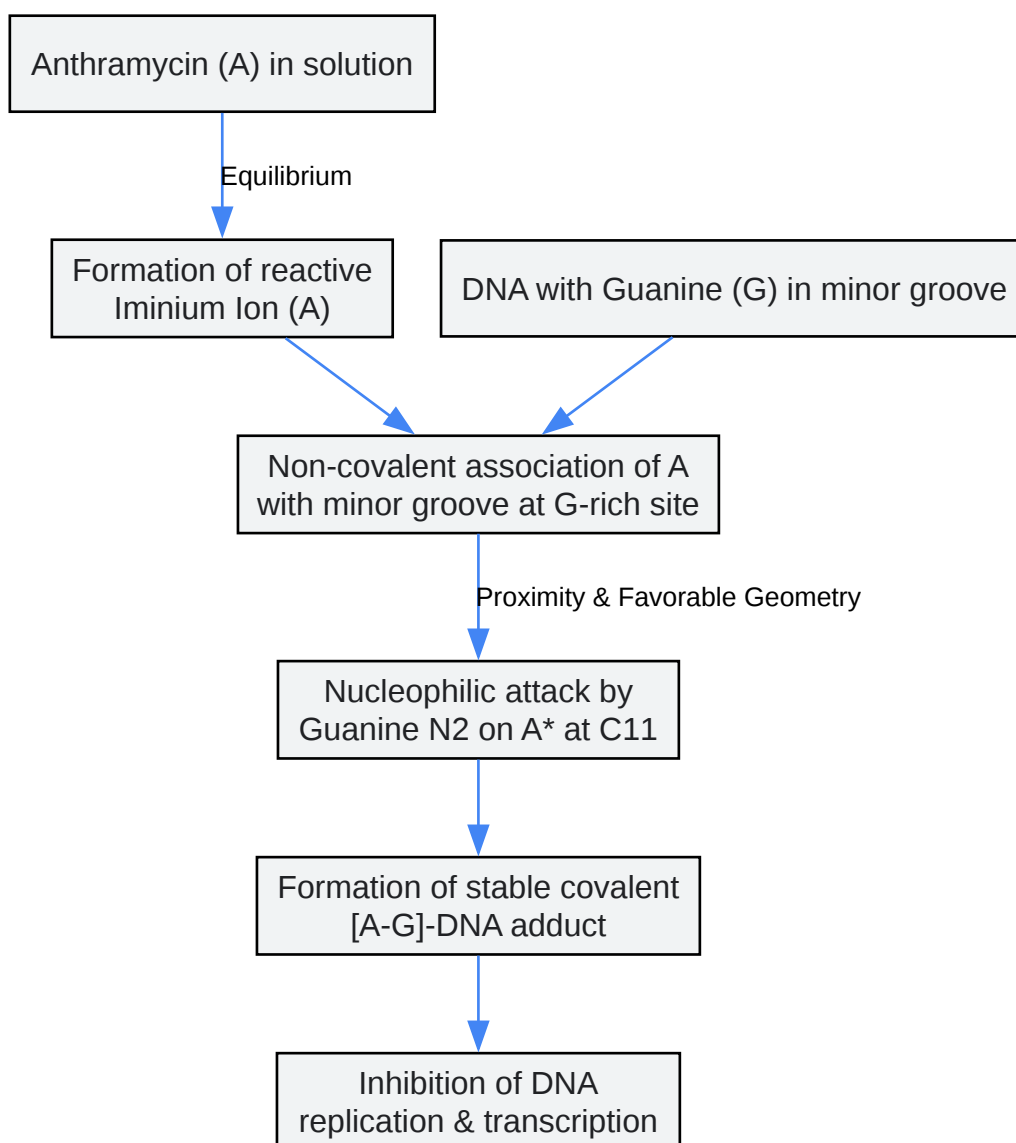 Anthramycin (A) in solution
Equilibrium
Formation of reactive
Iminium Ion (A)
DNA with Guanine (G) in minor groove
Non-covalent association of A
with minor groove at G-rich site
Proximity & Favorable Geometry
Nucleophilic attack by
Guanine N2 on A* at C11
Formation of stable covalent
[A-G]-DNA adduct
Inhibition of DNA
replication & transcription